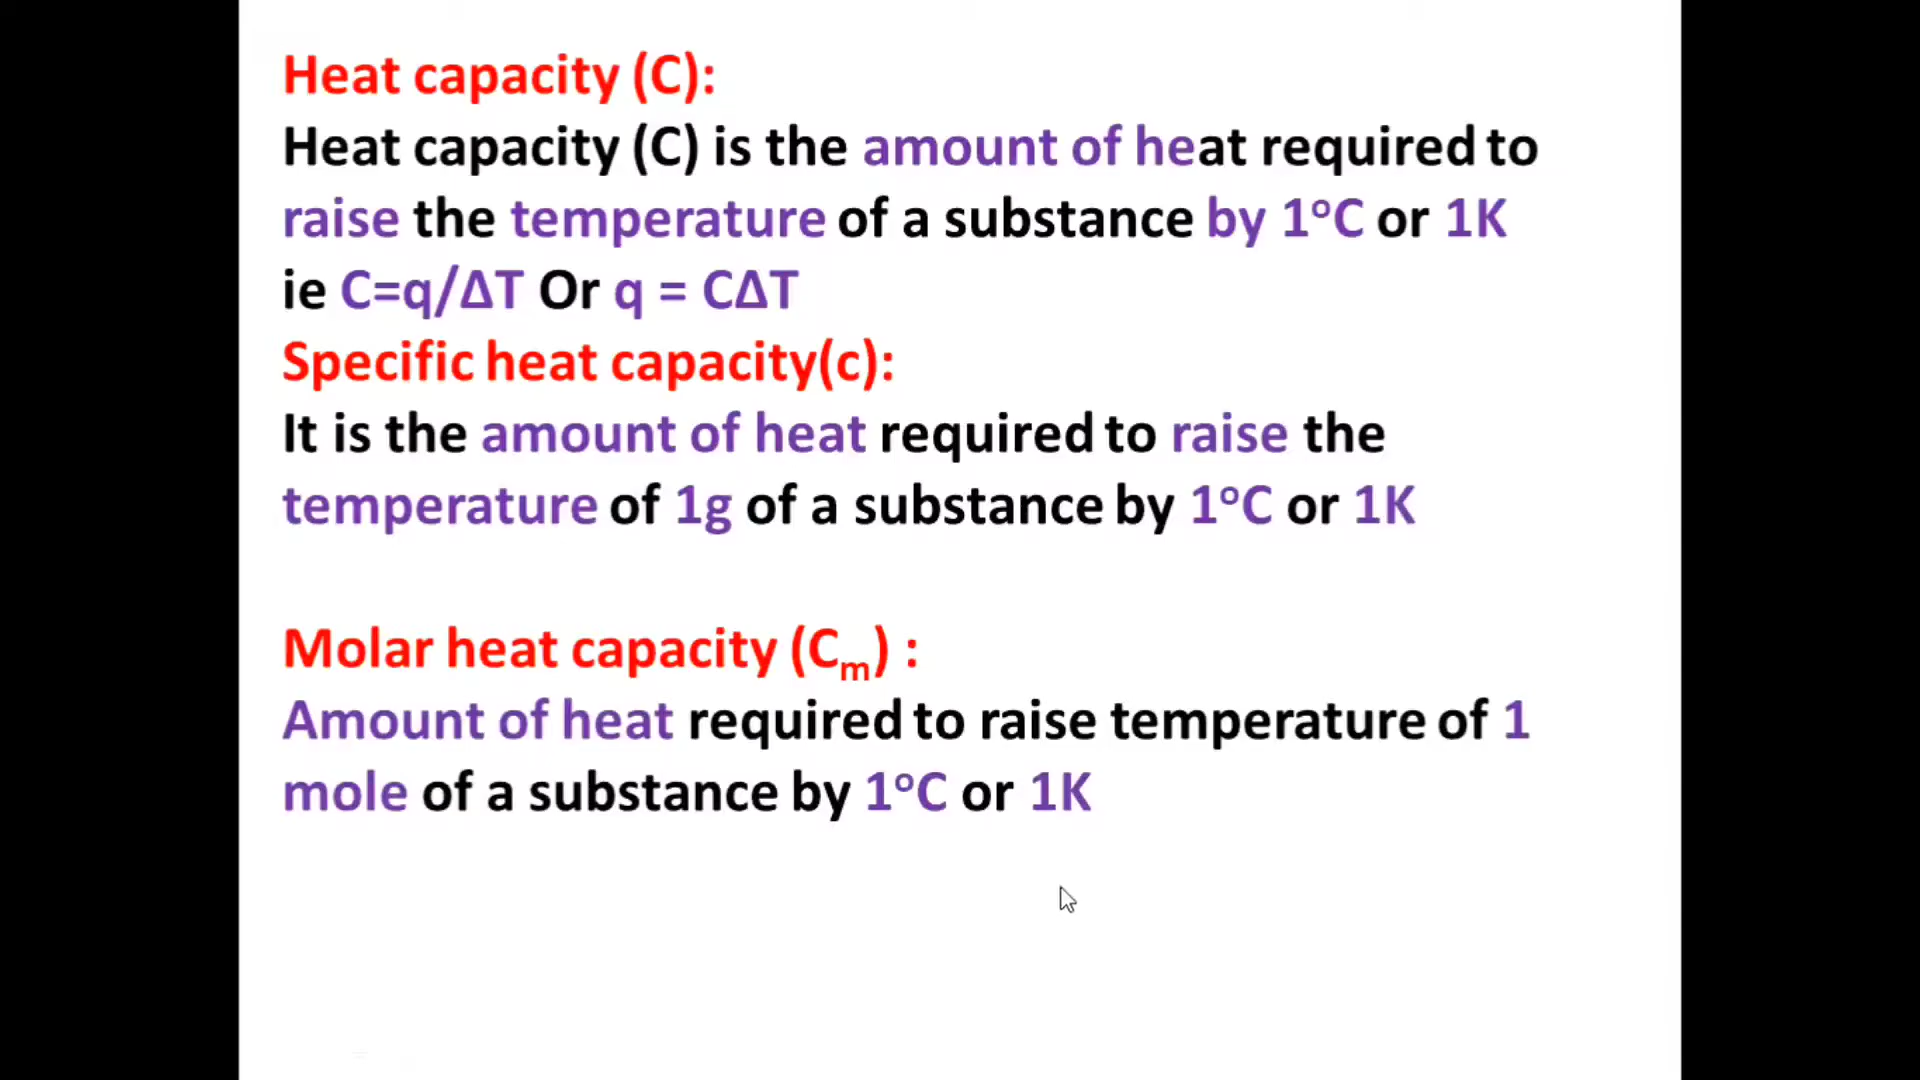 Heat capacity (C):
Heat capacity (C) is the amount of heat required to
raise the temperature of a substance by 1°C or 1K
ie C=q/ΔT Or q = CΔT
Specific heat capacity(c):
It is the amount of heat required to raise the
temperature of 1g of a substance by 1°C or 1K
Molar heat capacity (Cₘ) :
Amount of heat required to raise temperature of 1
mole of a substance by 1°C or 1K